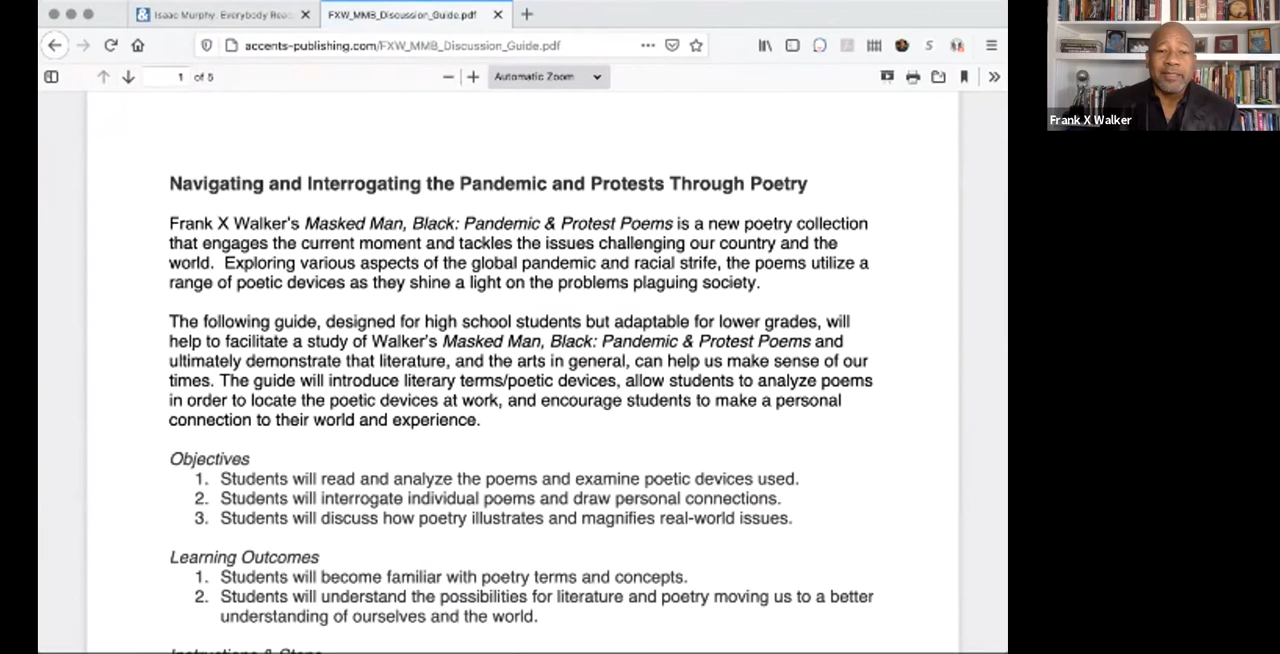 Isaac Murphy Everybody Reac
FXW_MMB_Discussion_Guide.pdf
accents-publishing.com/FXW_MMB_Discussion_Guide.pdf
1 of 5
Automatic Zoom
Navigating and Interrogating the Pandemic and Protests Through Poetry
Frank X Walker's Masked Man, Black: Pandemic & Protest Poems is a new poetry collection
that engages the current moment and tackles the issues challenging our country and the
world. Exploring various aspects of the global pandemic and racial strife, the poems utilize a
range of poetic devices as they shine a light on the problems plaguing society.
The following guide, designed for high school students but adaptable for lower grades, will
help to facilitate a study of Walker's Masked Man, Black: Pandemic & Protest Poems and
ultimately demonstrate that literature, and the arts in general, can help us make sense of our
times. The guide will introduce literary terms/poetic devices, allow students to analyze poems
in order to locate the poetic devices at work, and encourage students to make a personal
connection to their world and experience.
Objectives
1. Students will read and analyze the poems and examine poetic devices used.
2. Students will interrogate individual poems and draw personal connections.
3. Students will discuss how poetry illustrates and magnifies real-world issues.
Learning Outcomes
1. Students will become familiar with poetry terms and concepts.
2. Students will understand the possibilities for literature and poetry moving us to a better
understanding of ourselves and the world.
Frank X Walker